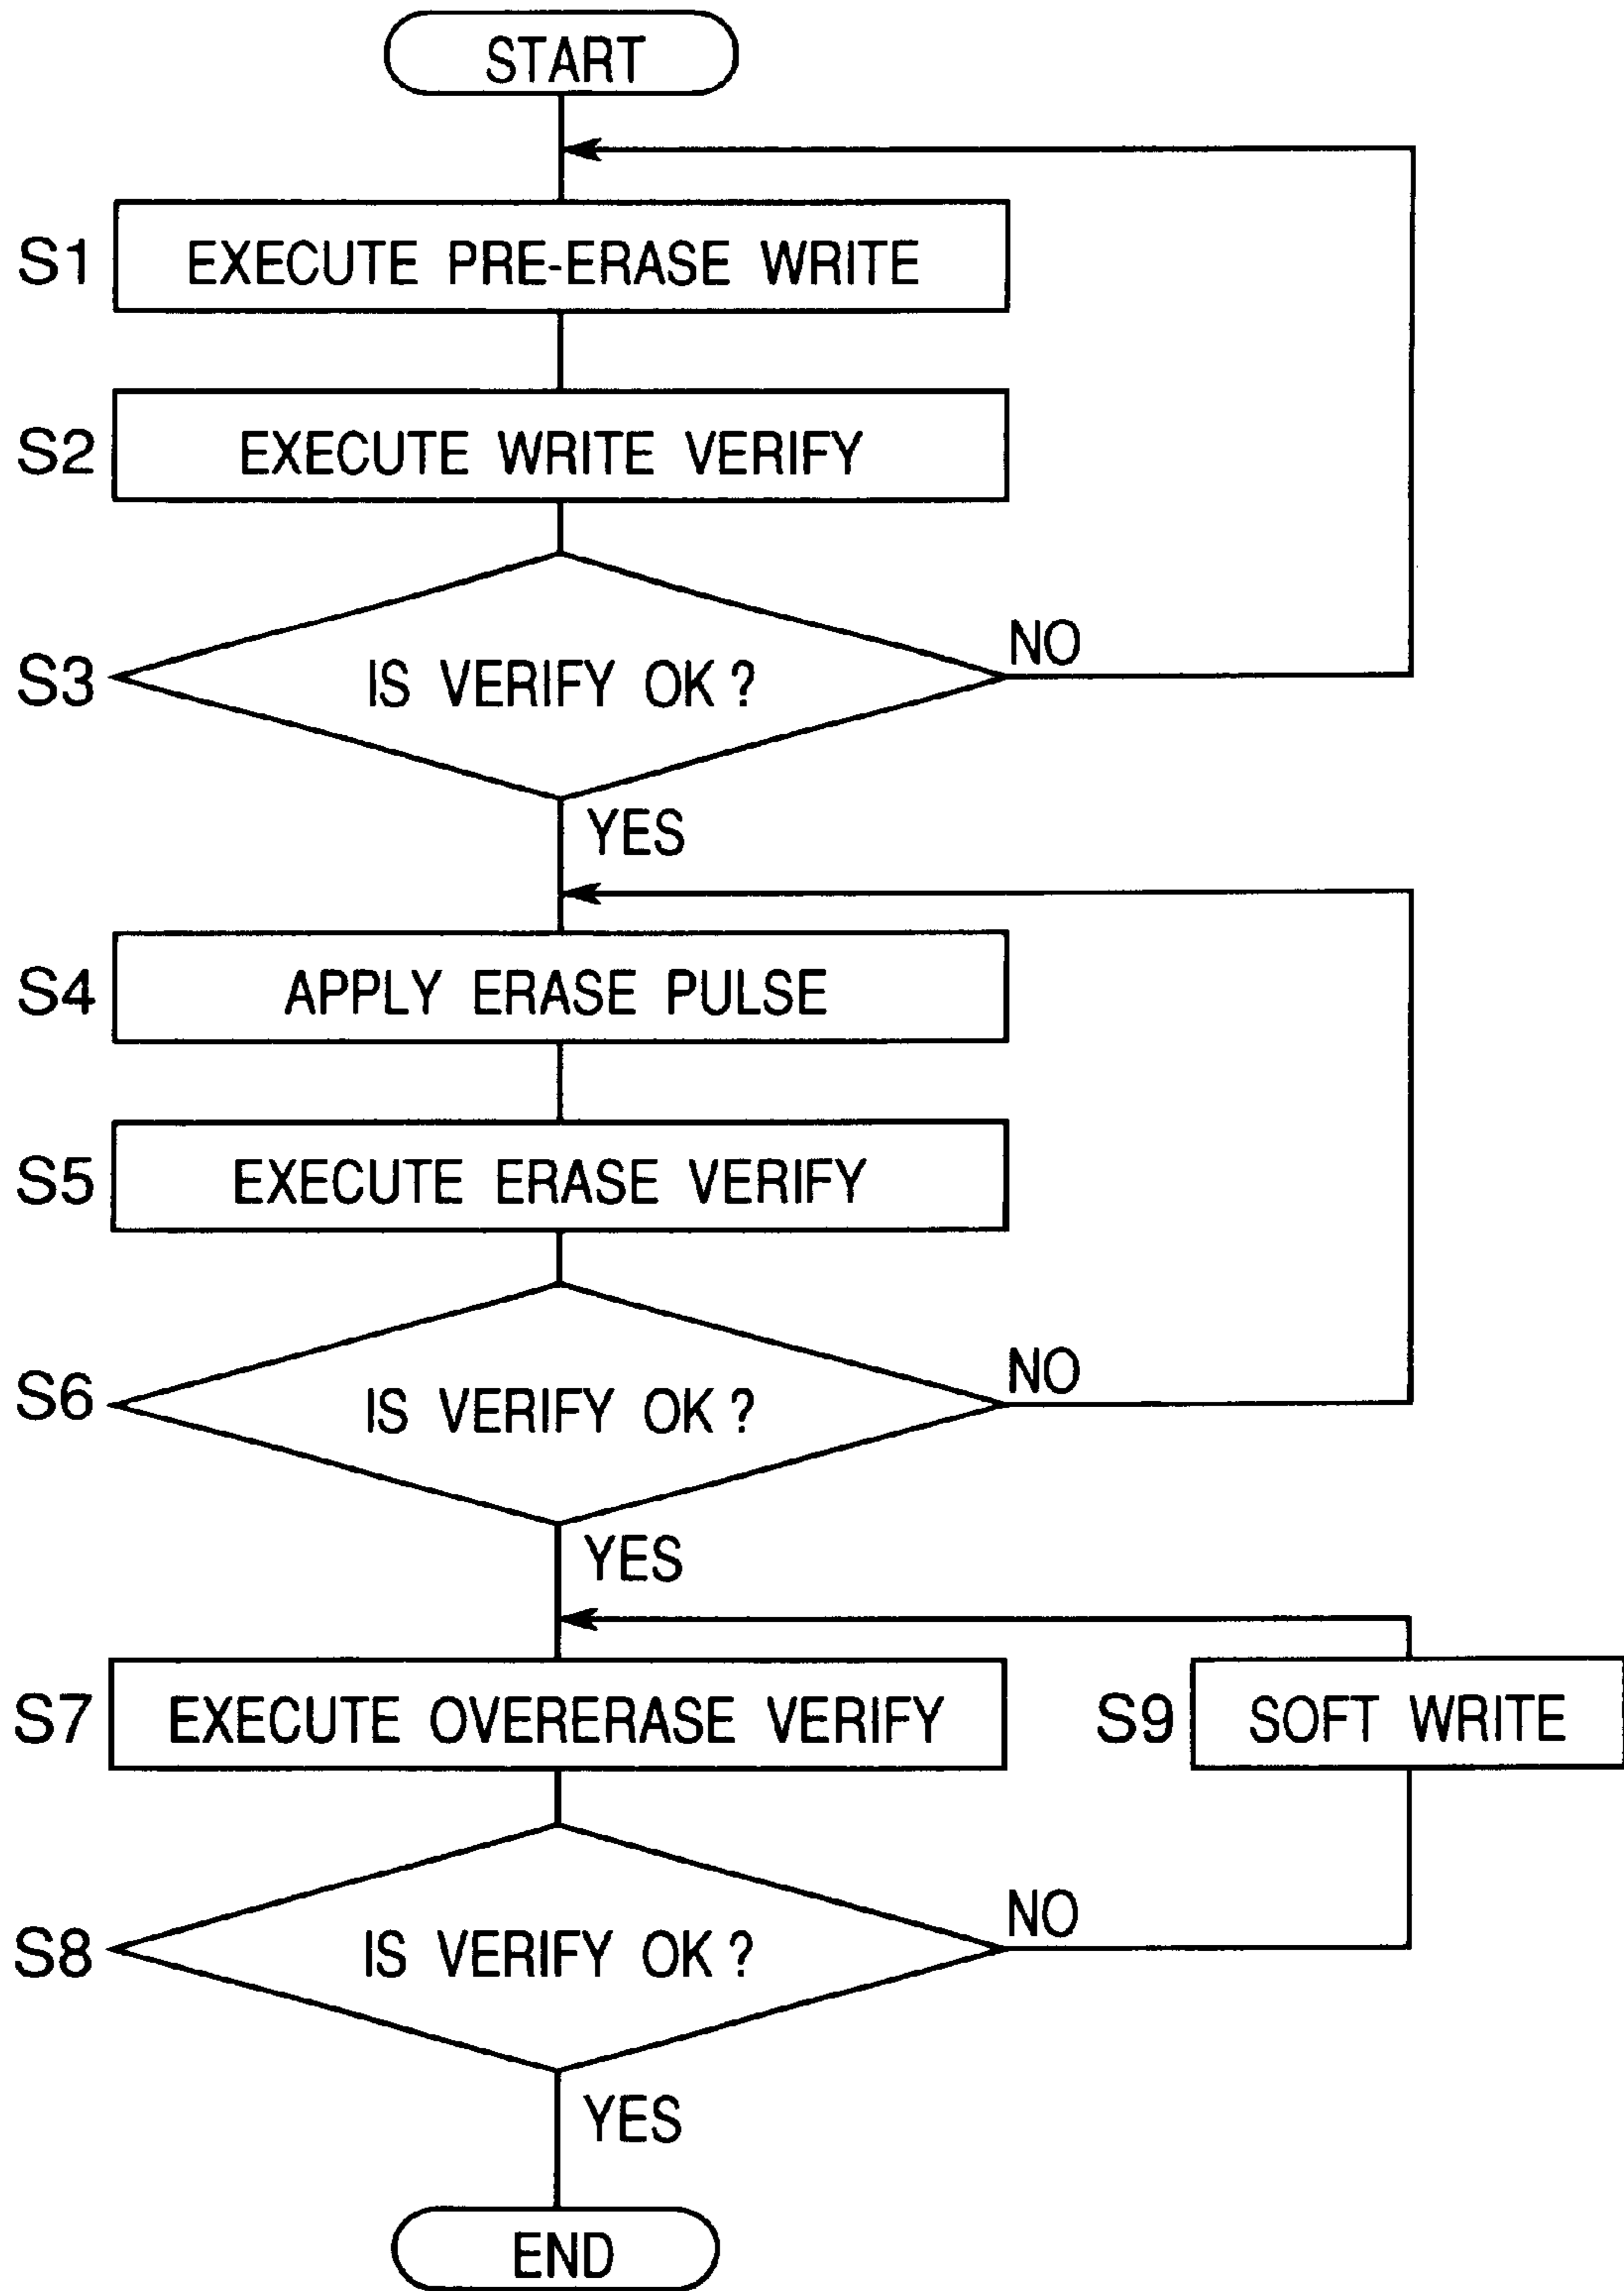 START
S1 EXECUTE PRE-ERASE WRITE
S2 EXECUTE WRITE VERIFY
S3 IS VERIFY OK ? NO
YES
S4 APPLY ERASE PULSE
S5 EXECUTE ERASE VERIFY
S6 IS VERIFY OK ? NO
YES
S7 EXECUTE OVERERASE VERIFY S9 SOFT WRITE
S8 IS VERIFY OK ? NO
YES
END